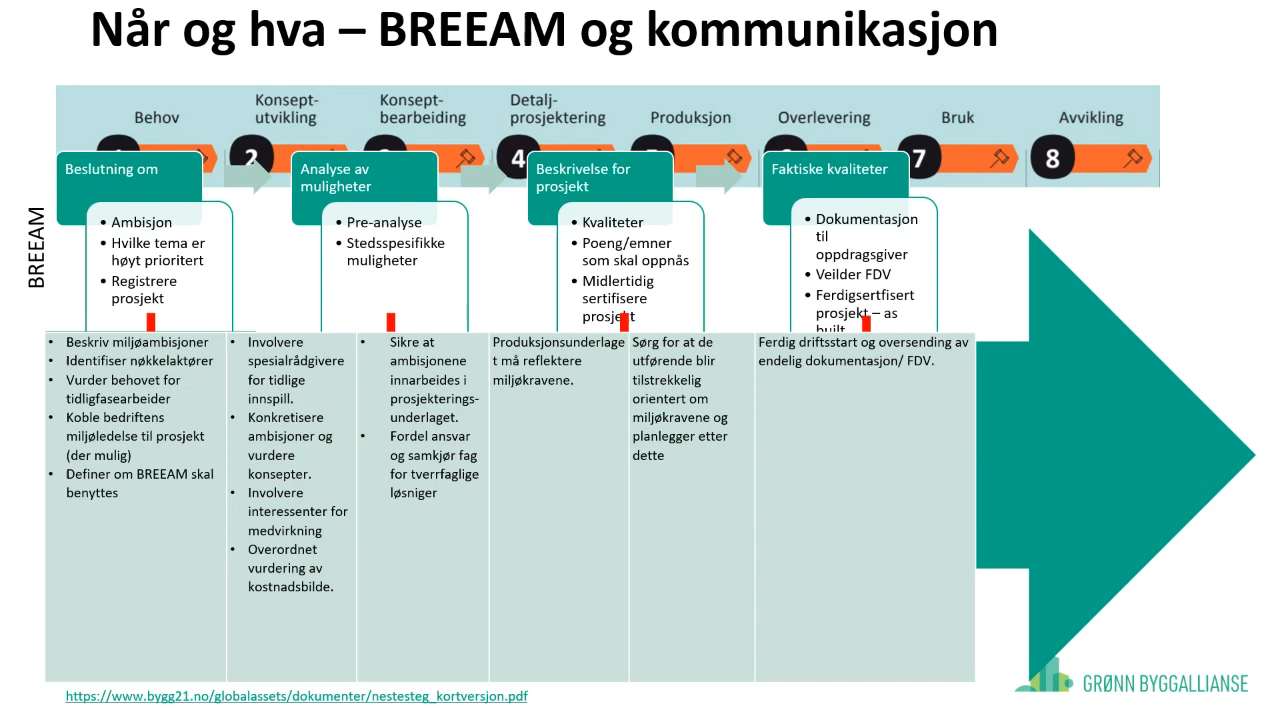 Når og hva – BREEAM og kommunikasjon
Behov
Konsept-
utvikling
Konsept-
bearbeiding
Detalj-
prosjektering
Produksjon
Overlevering
Bruk
Avvikling
2
4
7
8
BREEAM
Beslutning om
• Ambisjon
• Hvilke tema er
høyt prioritert
• Registrere
prosjekt
Analyse av
muligheter
• Pre-analyse
• Stedsspesifikke
muligheter
Beskrivelse for
prosjekt
• Kvaliteter
• Poeng/emner
som skal oppnås
• Midlertidig
sertifisere
prosjekt
Faktiske kvaliteter
• Dokumentasjon
til
oppdragsgiver
• Veilder FDV
• Ferdigsertfisert
prosjekt – as
built
• Beskriv miljøambisjoner
• Identifiser nøkkelaktører
• Vurder behovet for
tidligfasearbeider
• Koble bedriftens
miljøledelse til prosjekt
(der mulig)
• Definer om BREEAM skal
benyttes
• Involvere
spesialrådgivere
for tidlige
innspill.
• Konkretisere
ambisjoner og
vurdere
konsepter.
• Involvere
interessenter for
medvirkning
• Overordnet
vurdering av
kostnadsbilde.
• Sikre at
ambisjonene
innarbeides i
prosjekterings-
underlaget.
• Fordel ansvar
og samkjør fag
for tverrfaglige
løsniger
Produksjonsunderlage
t må reflektere
miljøkravene.
Sørg for at de
utførende blir
tilstrekkelig
orientert om
miljøkravene og
planlegger etter
dette
Ferdig driftsstart og oversending av
endelig dokumentasjon/ FDV.
https://www.bygg21.no/globalassets/dokumenter/nestesteg_kortversjon.pdf
GRØNN BYGGALLIANSE